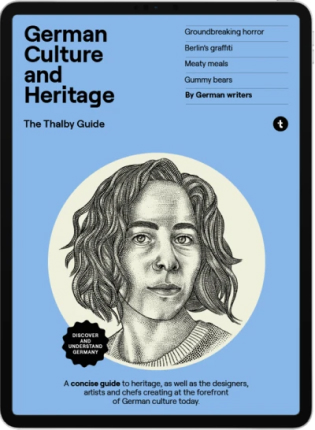 German
Culture
and
Heritage
The Thalby Guide
Groundbreaking horror
Berlin's graffiti
Meaty meals
Gummy bears
By German writers
t
DISCOVER
AND
UNDERSTAND
GERMANY
A concise guide to heritage, as well as the designers,
artists and chefs creating at the forefront
of German culture today.